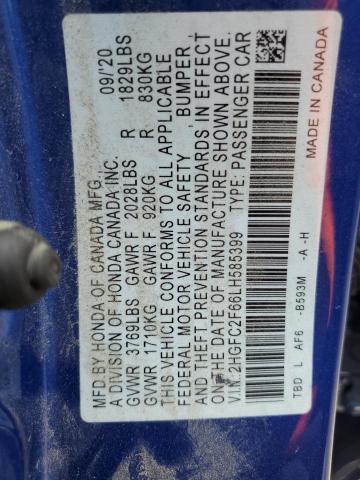 MFD BY HONDA OF CANADA MFG. 09/20
A DIVISION OF HONDA CANADA INC.
GVWR 3769LBS GAWR F 2028LBS R 1829LBS
GVWR 1710KG GAWR F 920KG R 830KG
THIS VEHICLE CONFORMS TO ALL APPLICABLE
FEDERAL MOTOR VEHICLE SAFETY, BUMPER,
AND THEFT PREVENTION STANDARDS IN EFFECT
ON THE DATE OF MANUFACTURE SHOWN ABOVE.
V.I.N.:2HGFC2F66LH585399 TYPE: PASSENGER CAR
TBD L AF6 -B593M -A -H MADE IN CANADA